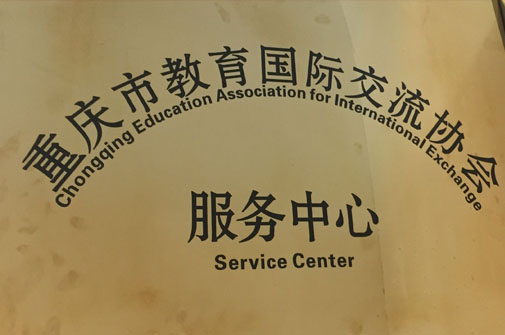 重庆市教育国际交流协会
Chongqing Education Association for International Exchange
服务中心
Service Center